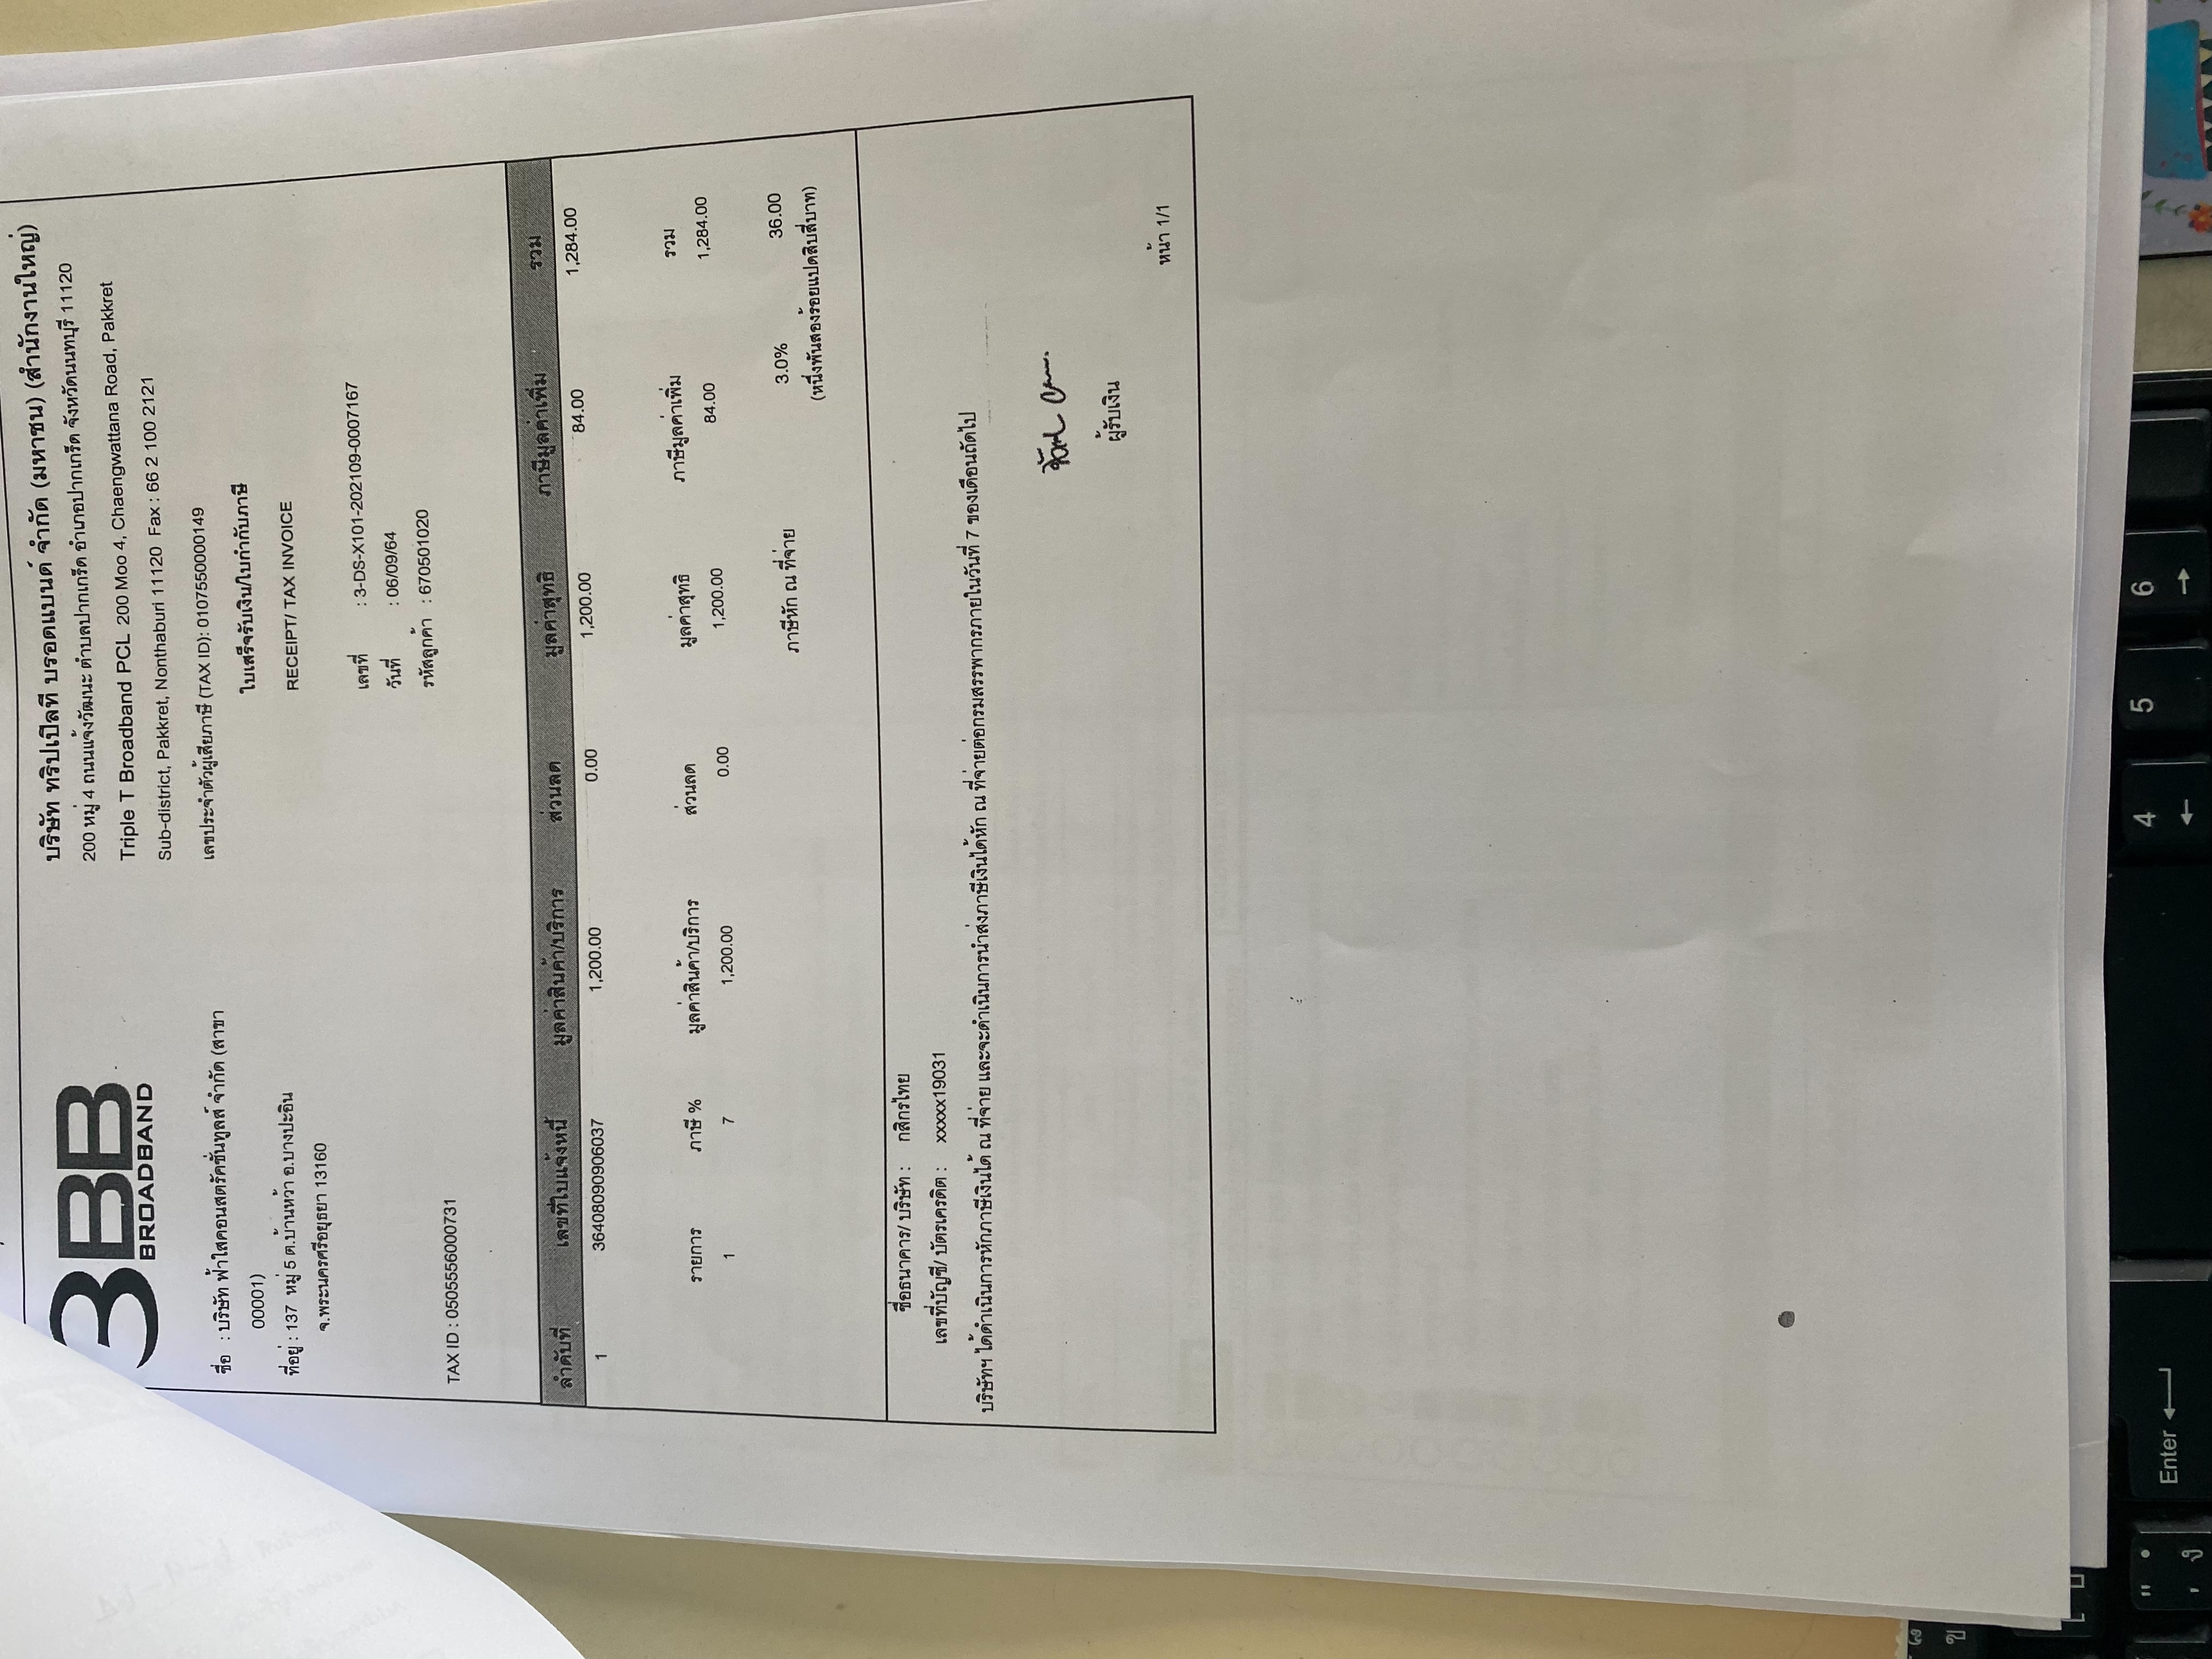 3BB
BROADBAND
บริษัท ทริปเปิลที บรอดแบนด์ จำกัด (มหาชน) (สำนักงานใหญ่)
200 หมู่ 4 ถนนแจ้งวัฒนะ ตำบลปากเกร็ด อำเภอปากเกร็ด จังหวัดนนทบุรี 11120
Triple T Broadband PCL 200 Moo 4, Chaengwattana Road, Pakkret
Sub-district, Pakkret, Nonthaburi 11120 Fax : 66 2 100 2121
เลขประจำตัวผู้เสียภาษี (TAX ID): 0107550000149
ชื่อ : บริษัท ฟ้าใสคอนสตรัคชั่นทูลส์ จำกัด (สาขา
00001)
ที่อยู่ : 137 หมู่ 5 ต.บ้านหว้า อ.บางปะอิน
จ.พระนครศรีอยุธยา 13160
ใบเสร็จรับเงิน/ใบกำกับภาษี
RECEIPT/ TAX INVOICE
เลขที่ : 3-DS-X101-202109-0007167
วันที่ : 06/09/64
รหัสลูกค้า : 670501020
TAX ID : 0505556000731
ลำดับที่ เลขที่ใบแจ้งหนี้ มูลค่าสินค้า/บริการ ส่วนลด มูลค่าสุทธิ ภาษีมูลค่าเพิ่ม รวม
1 36408090906037 1,200.00 0.00 1,200.00 84.00 1,284.00
รายการ ภาษี % มูลค่าสินค้า/บริการ ส่วนลด มูลค่าสุทธิ ภาษีมูลค่าเพิ่ม รวม
1 7 1,200.00 0.00 1,200.00 84.00 1,284.00
ภาษีหัก ณ ที่จ่าย 3.0% 36.00
(หนึ่งพันสองร้อยแปดสิบสี่บาท)
ชื่อธนาคาร/ บริษัท : กสิกรไทย
เลขที่บัญชี/ บัตรเครดิต : xxxxx19031
บริษัทฯ ได้ดำเนินการหักภาษีเงินได้ ณ ที่จ่าย และจะดำเนินการนำส่งภาษีเงินได้หัก ณ ที่จ่ายต่อกรมสรรพากรภายในวันที่ 7 ของเดือนถัดไป
ผู้รับเงิน
หน้า 1/1
ข
Enter
" .
, ง
4
5
6